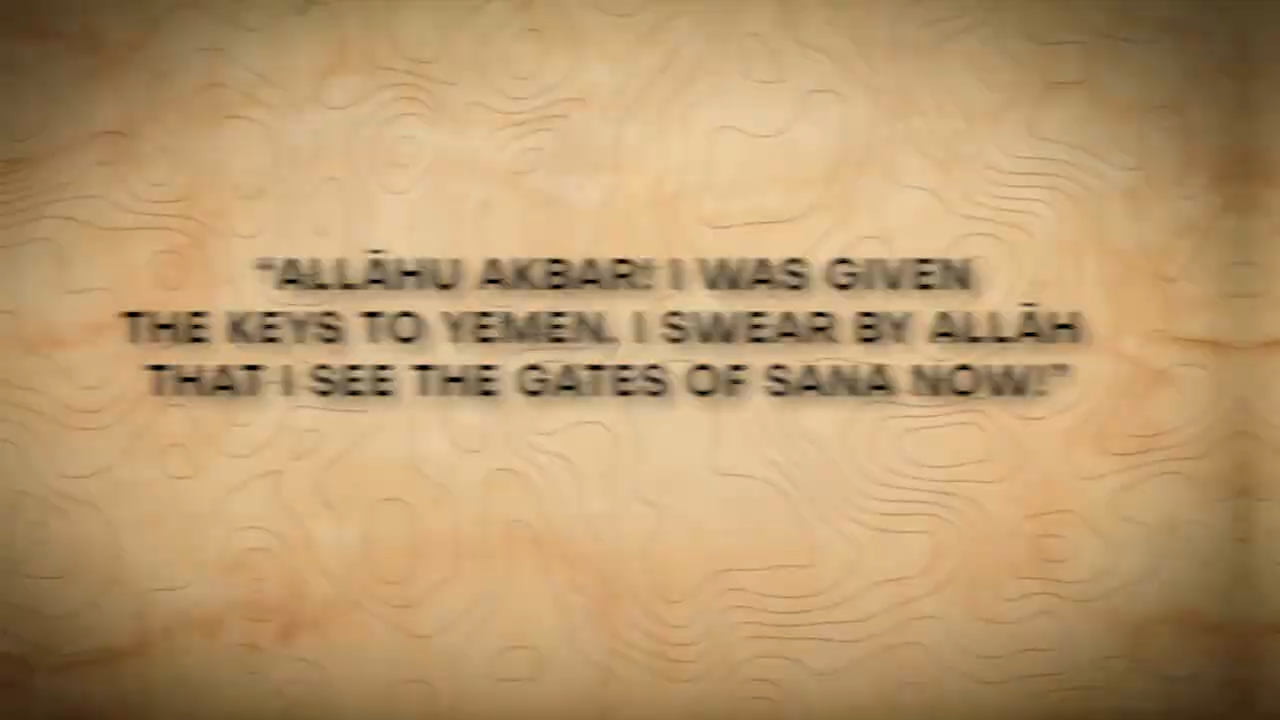 "ALLĀHU AKBAR! I WAS GIVEN
THE KEYS TO YEMEN. I SWEAR BY ALLĀH
THAT I SEE THE GATES OF SANA NOW!"